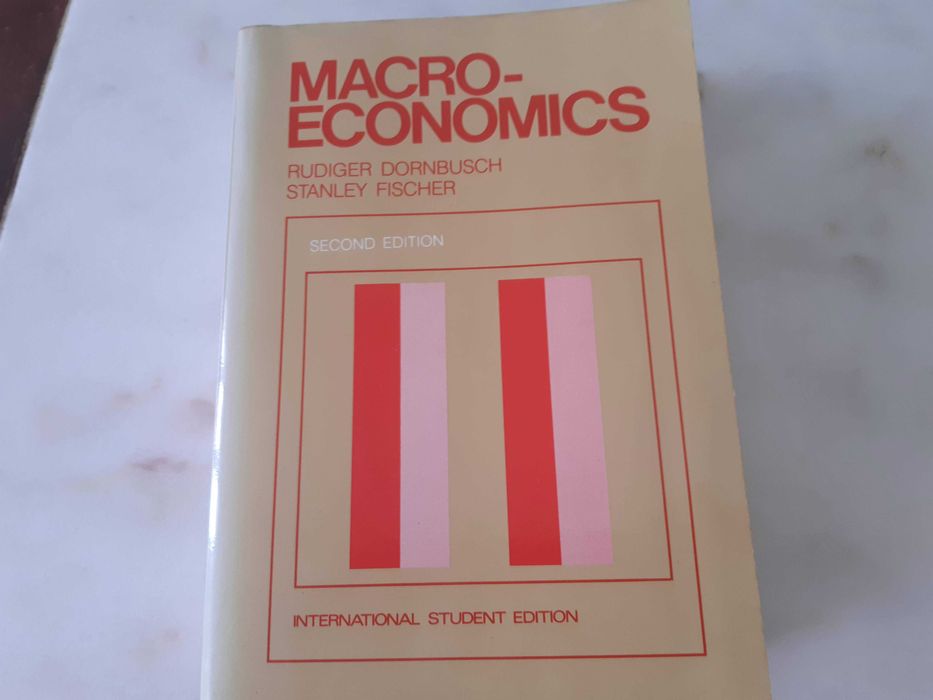 MACRO-
ECONOMICS
RUDIGER DORNBUSCH
STANLEY FISCHER
SECOND EDITION
INTERNATIONAL STUDENT EDITION